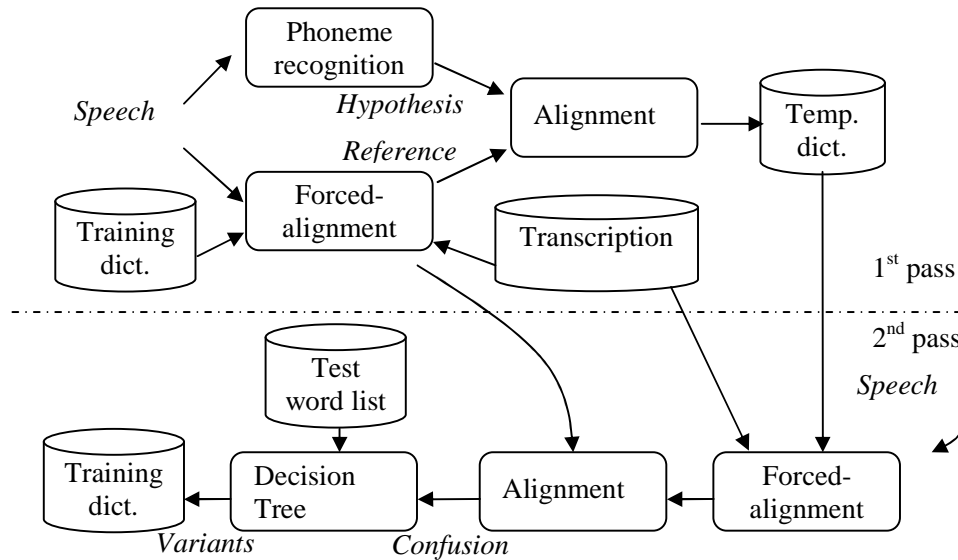 Phoneme
recognition
Speech
Hypothesis
Alignment
Temp.
dict.
Reference
Forced-
alignment
Training
dict.
Transcription
1st pass
2nd pass
Test
word list
Speech
Training
dict.
Decision
Tree
Alignment
Forced-
alignment
Variants
Confusion